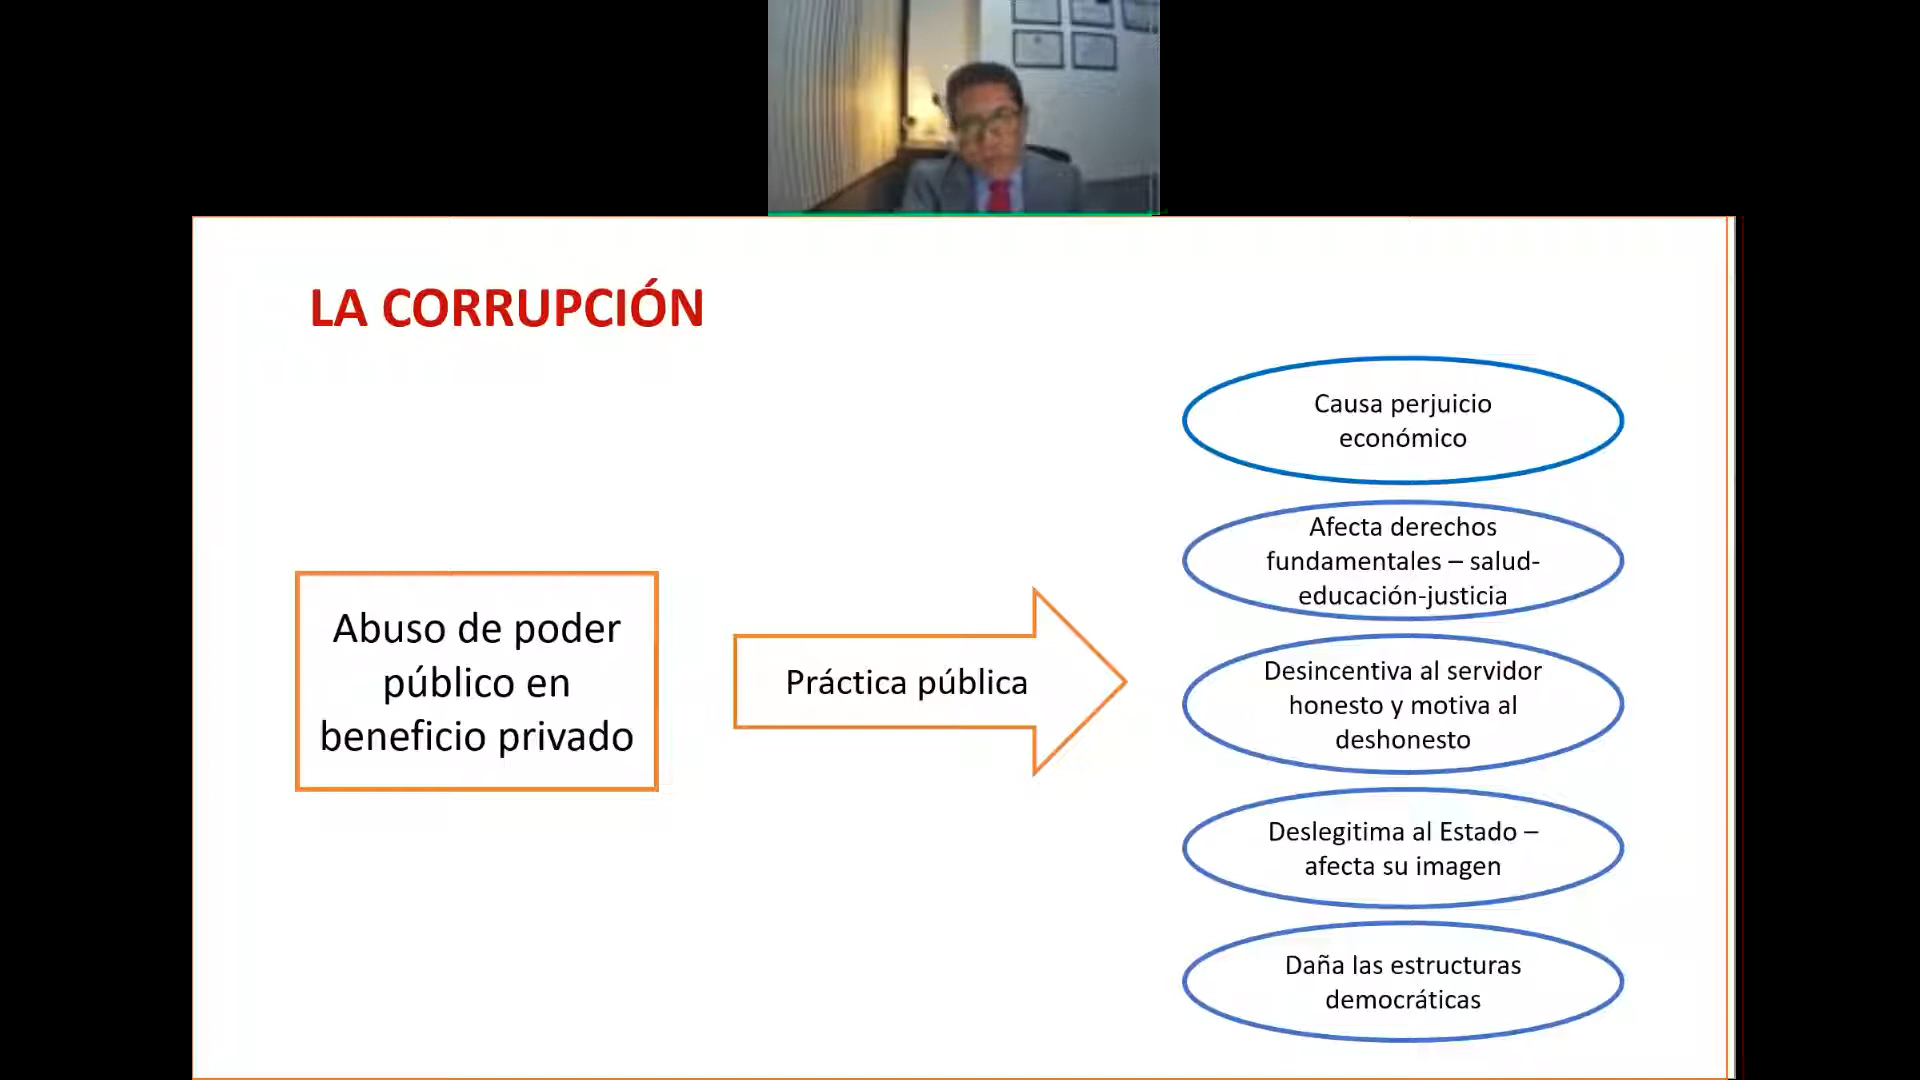 LA CORRUPCIÓN
Abuso de poder
público en
beneficio privado
Práctica pública
Causa perjuicio
económico
Afecta derechos
fundamentales – salud-
educación-justicia
Desincentiva al servidor
honesto y motiva al
deshonesto
Deslegitima al Estado –
afecta su imagen
Daña las estructuras
democráticas